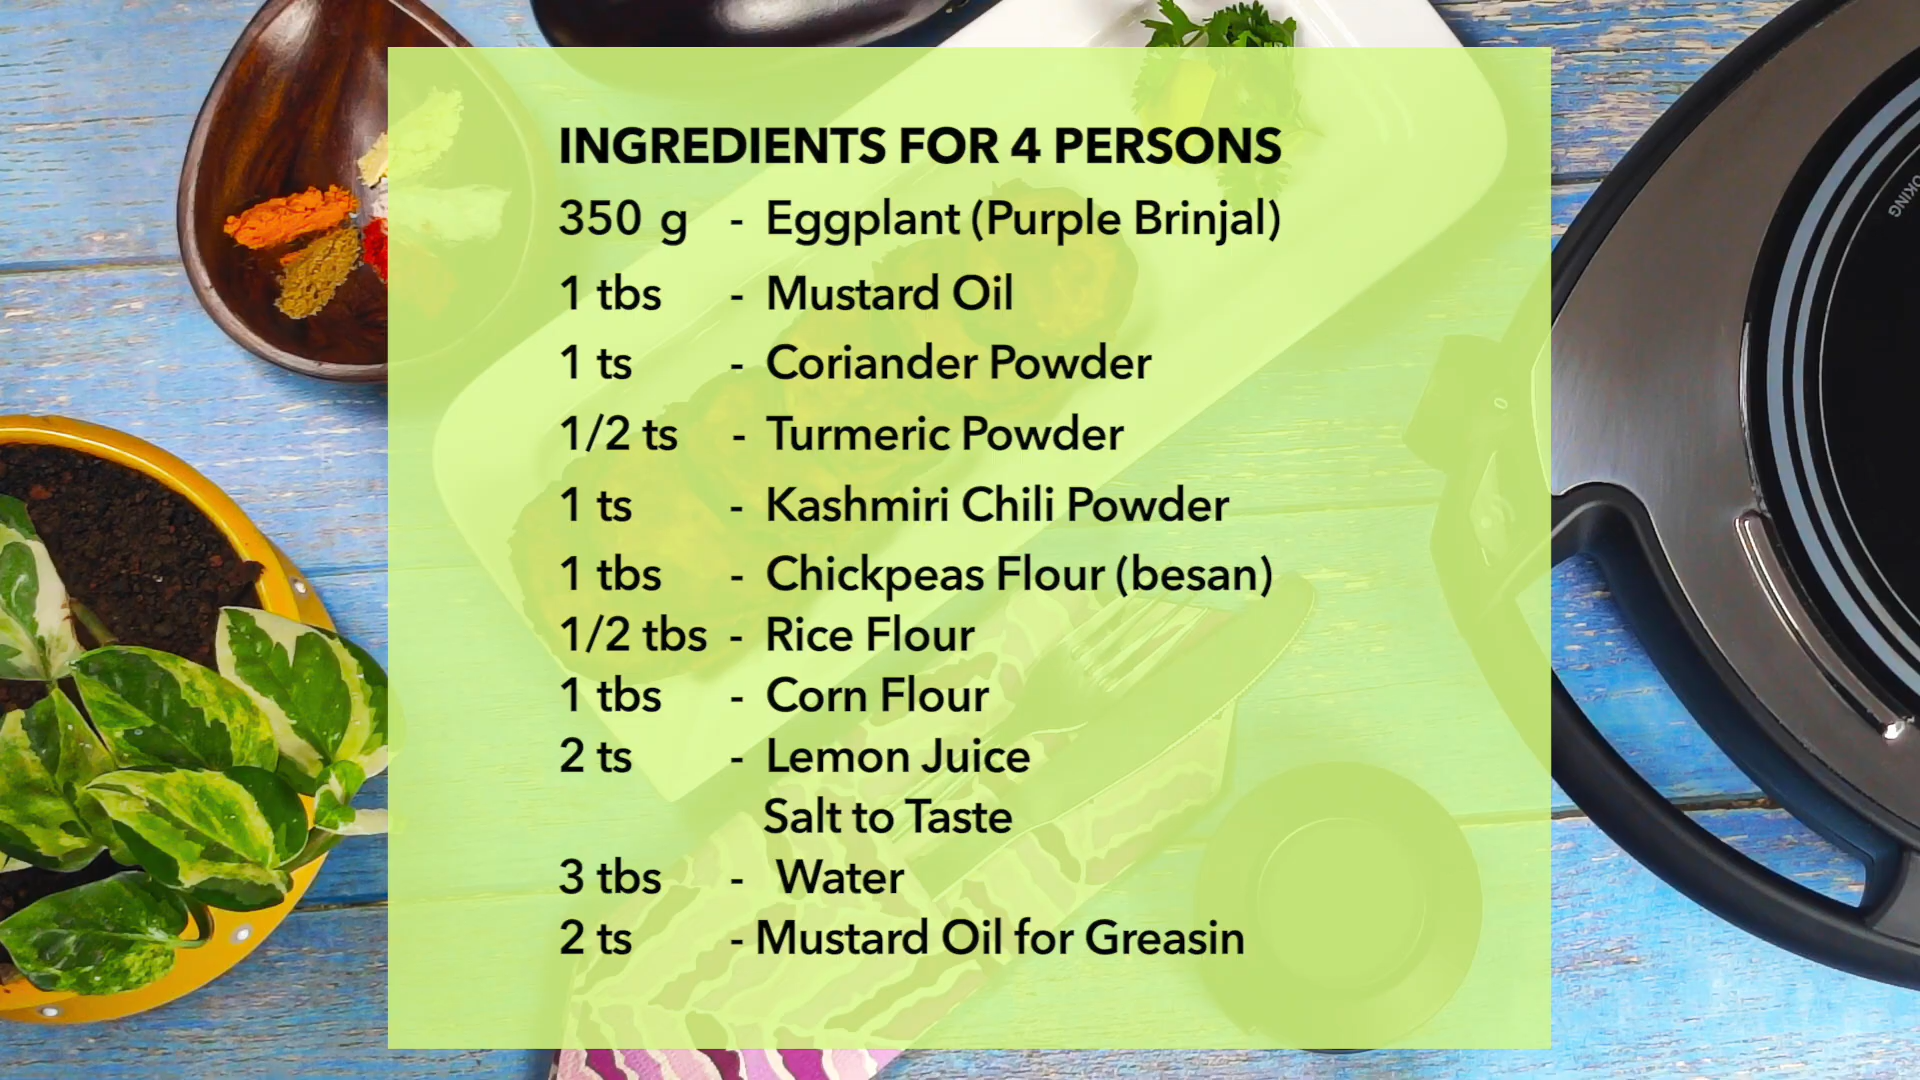 INGREDIENTS FOR 4 PERSONS
350 g - Eggplant (Purple Brinjal)
1 tbs - Mustard Oil
1 ts - Coriander Powder
1/2 ts - Turmeric Powder
1 ts - Kashmiri Chili Powder
1 tbs - Chickpeas Flour (besan)
1/2 tbs - Rice Flour
1 tbs - Corn Flour
2 ts - Lemon Juice
Salt to Taste
3 tbs - Water
2 ts - Mustard Oil for Greasin